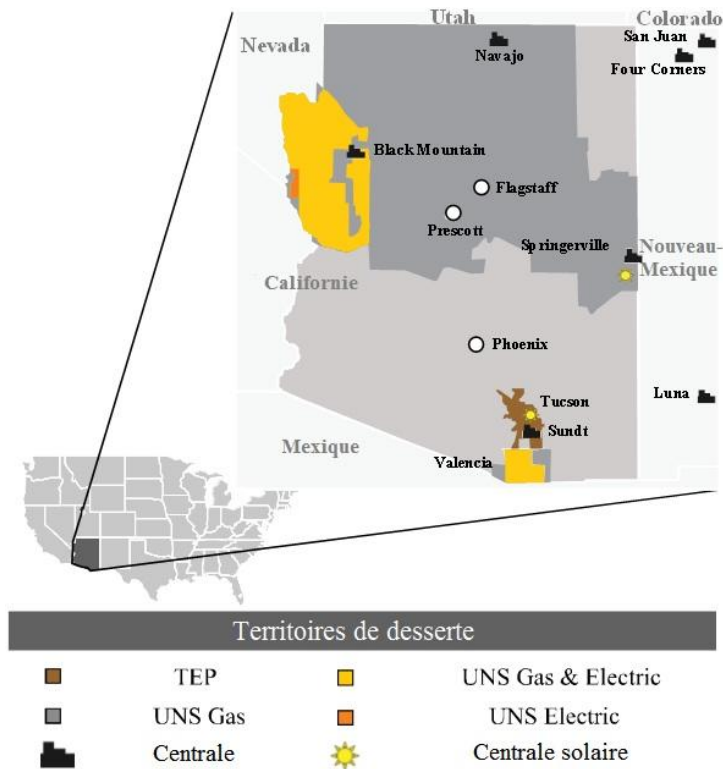 Utah
Colorado
Nevada
San Juan
Navajo
Four Corners
Black Mountain
Flagstaff
Prescott
Springerville
Nouveau-
Mexique
Californie
Phoenix
Tucson
Luna
Sundt
Mexique
Valencia
Territoires de desserte
TEP
UNS Gas & Electric
UNS Gas
UNS Electric
Centrale
Centrale solaire